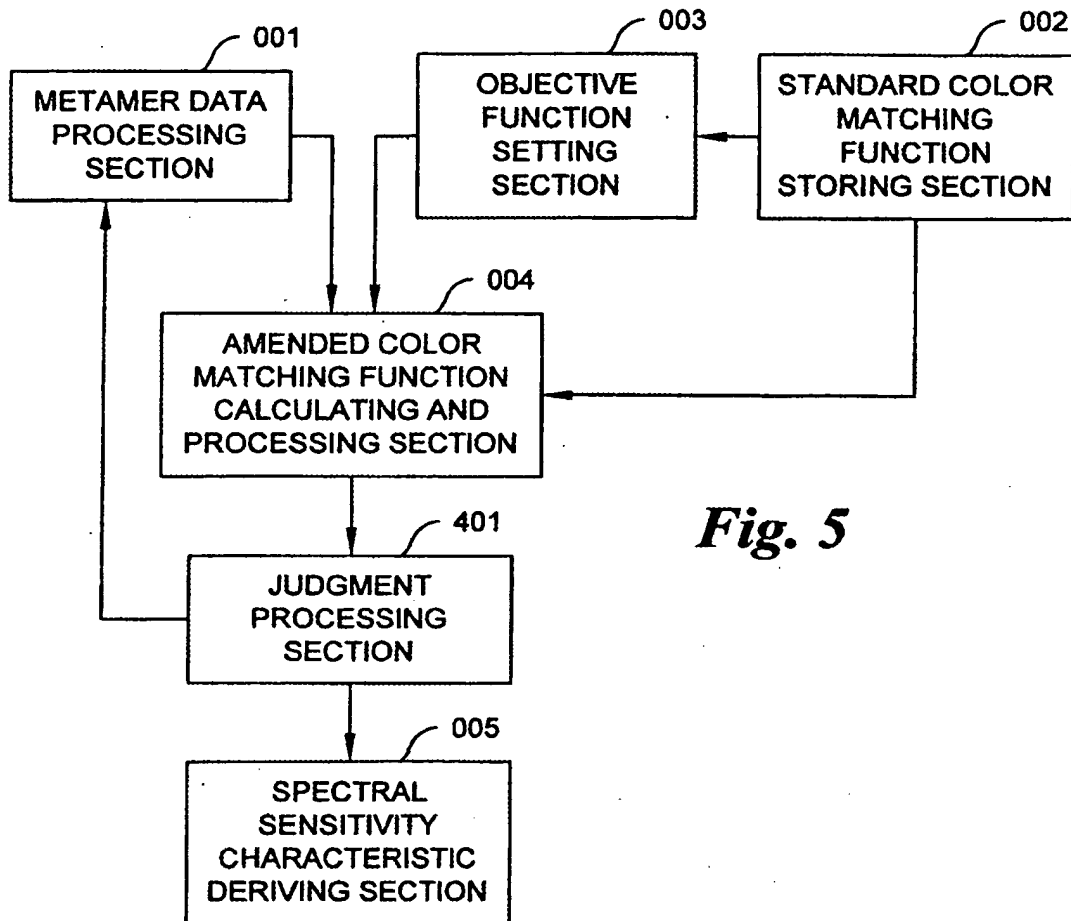 001
METAMER DATA
PROCESSING
SECTION
003
OBJECTIVE
FUNCTION
SETTING
SECTION
002
STANDARD COLOR
MATCHING
FUNCTION
STORING SECTION
004
AMENDED COLOR
MATCHING FUNCTION
CALCULATING AND
PROCESSING SECTION
Fig. 5
401
JUDGMENT
PROCESSING
SECTION
005
SPECTRAL
SENSITIVITY
CHARACTERISTIC
DERIVING SECTION